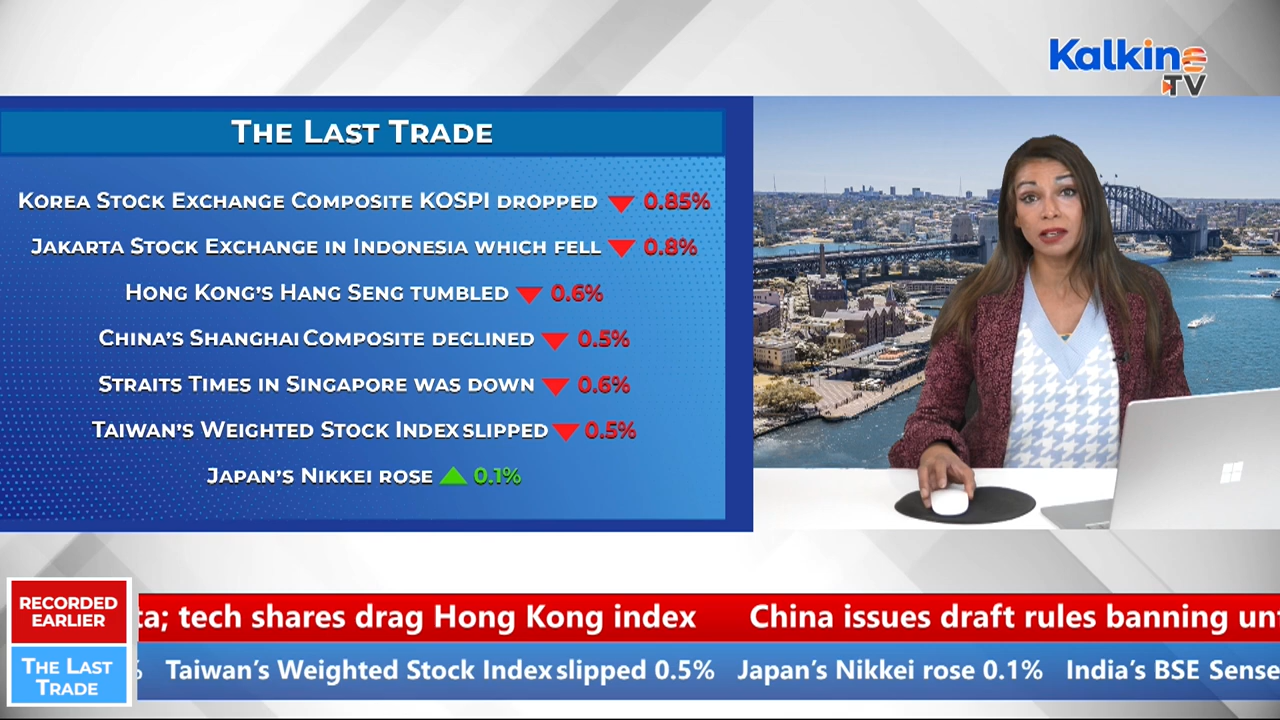 Kalkine
TV
THE LAST TRADE
KOREA STOCK EXCHANGE COMPOSITE KOSPI DROPPED 0.85%
JAKARTA STOCK EXCHANGE IN INDONESIA WHICH FELL 0.8%
HONG KONG'S HANG SENG TUMBLED 0.6%
CHINA'S SHANGHAI COMPOSITE DECLINED 0.5%
STRAITS TIMES IN SINGAPORE WAS DOWN 0.6%
TAIWAN'S WEIGHTED STOCK INDEX SLIPPED 0.5%
JAPAN'S NIKKEI ROSE 0.1%
RECORDED
EARLIER
ta; tech shares drag Hong Kong index China issues draft rules banning
THE LAST
TRADE
% Taiwan's Weighted Stock Index slipped 0.5% Japan's Nikkei rose 0.1% India's BSE Sense